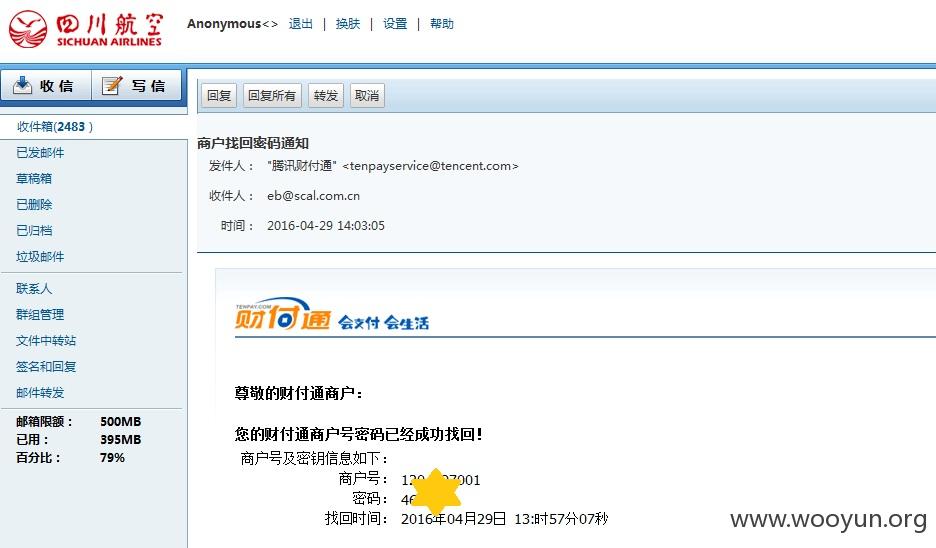 四川航空
SICHUAN AIRLINES
Anonymous<> 退出 | 换肤 | 设置 | 帮助
收信 写信
回复 回复所有 转发 取消
收件箱(2483 )
已发邮件
草稿箱
已删除
已归档
垃圾邮件
联系人
群组管理
文件中转站
签名和回复
邮件转发
邮箱限额： 500MB
已用： 395MB
百分比： 79%
商户找回密码通知
发件人： "腾讯财付通" <tenpayservice@tencent.com>
收件人： eb@scal.com.cn
时间： 2016-04-29 14:03:05
TENPAY.COM
财付通 会支付 会生活
尊敬的财付通商户：
您的财付通商户号密码已经成功找回！
商户号及密钥信息如下：
商户号：
密码：
找回时间： 2016年04月29日 13:时57分07秒
www.wooyun.org